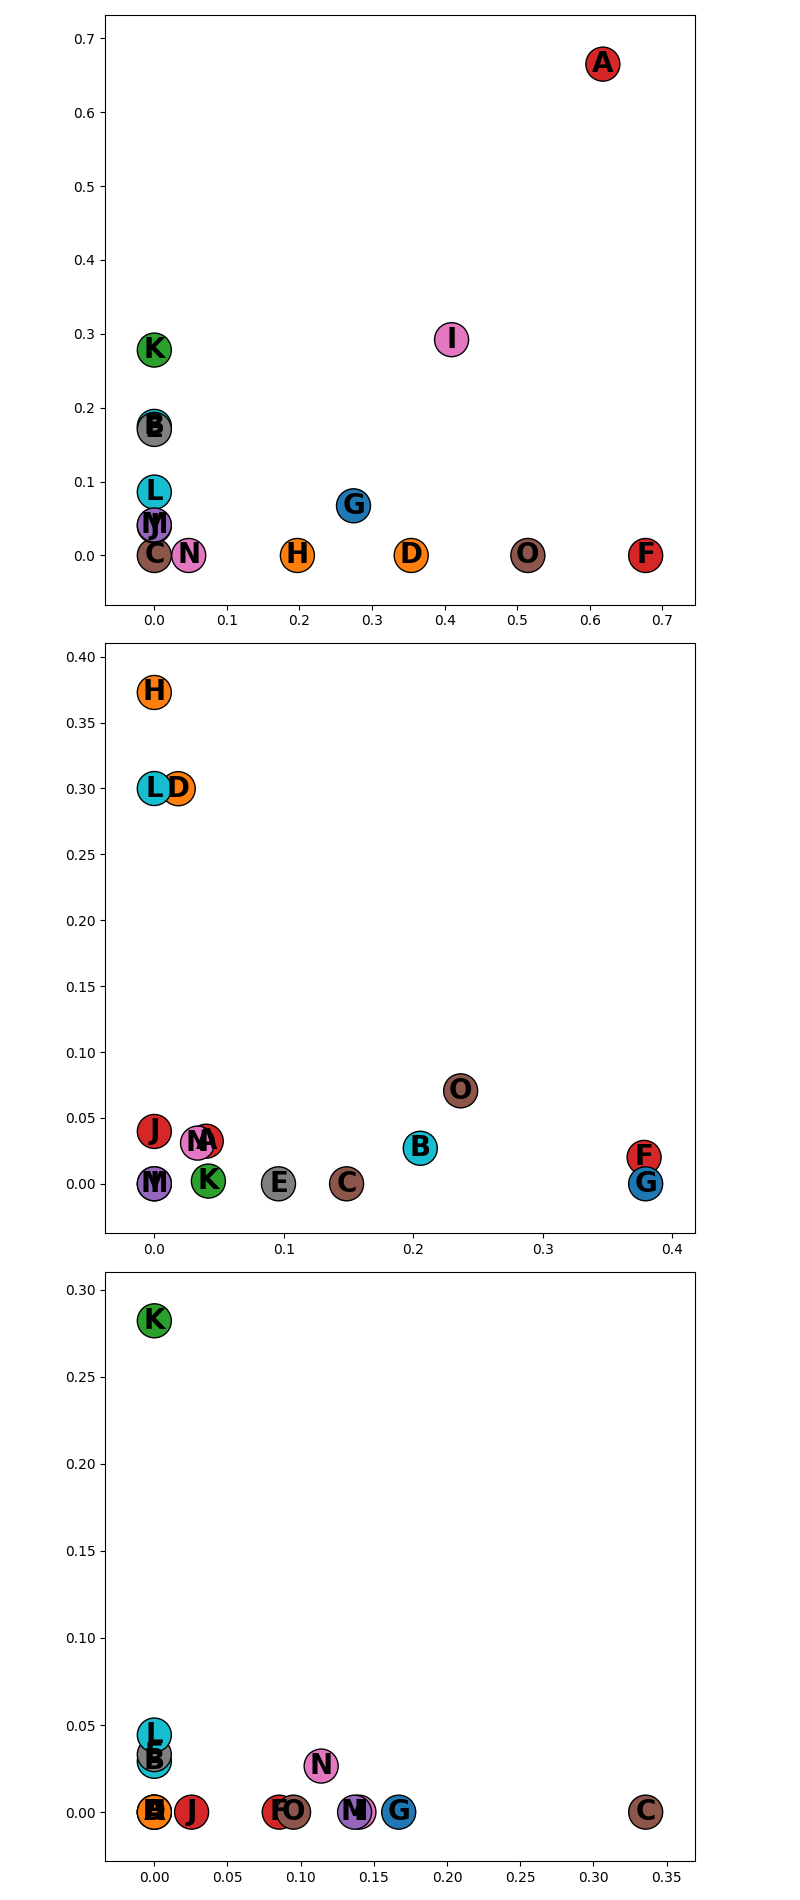 0.7
A
0.6
0.5
0.4
0.3
K
I
0.2
0.1
L
G
M
0.0
C N H D O F
0.0 0.1 0.2 0.3 0.4 0.5 0.6 0.7
0.40
H
0.35
0.30
L D
0.25
0.20
0.15
0.10
O
0.05
J
N A
B
F
0.00
M K E C G
0.0 0.1 0.2 0.3 0.4
0.30
K
0.25
0.20
0.15
0.10
0.05
L
B
N
0.00
J F O M G C
0.00 0.05 0.10 0.15 0.20 0.25 0.30 0.35